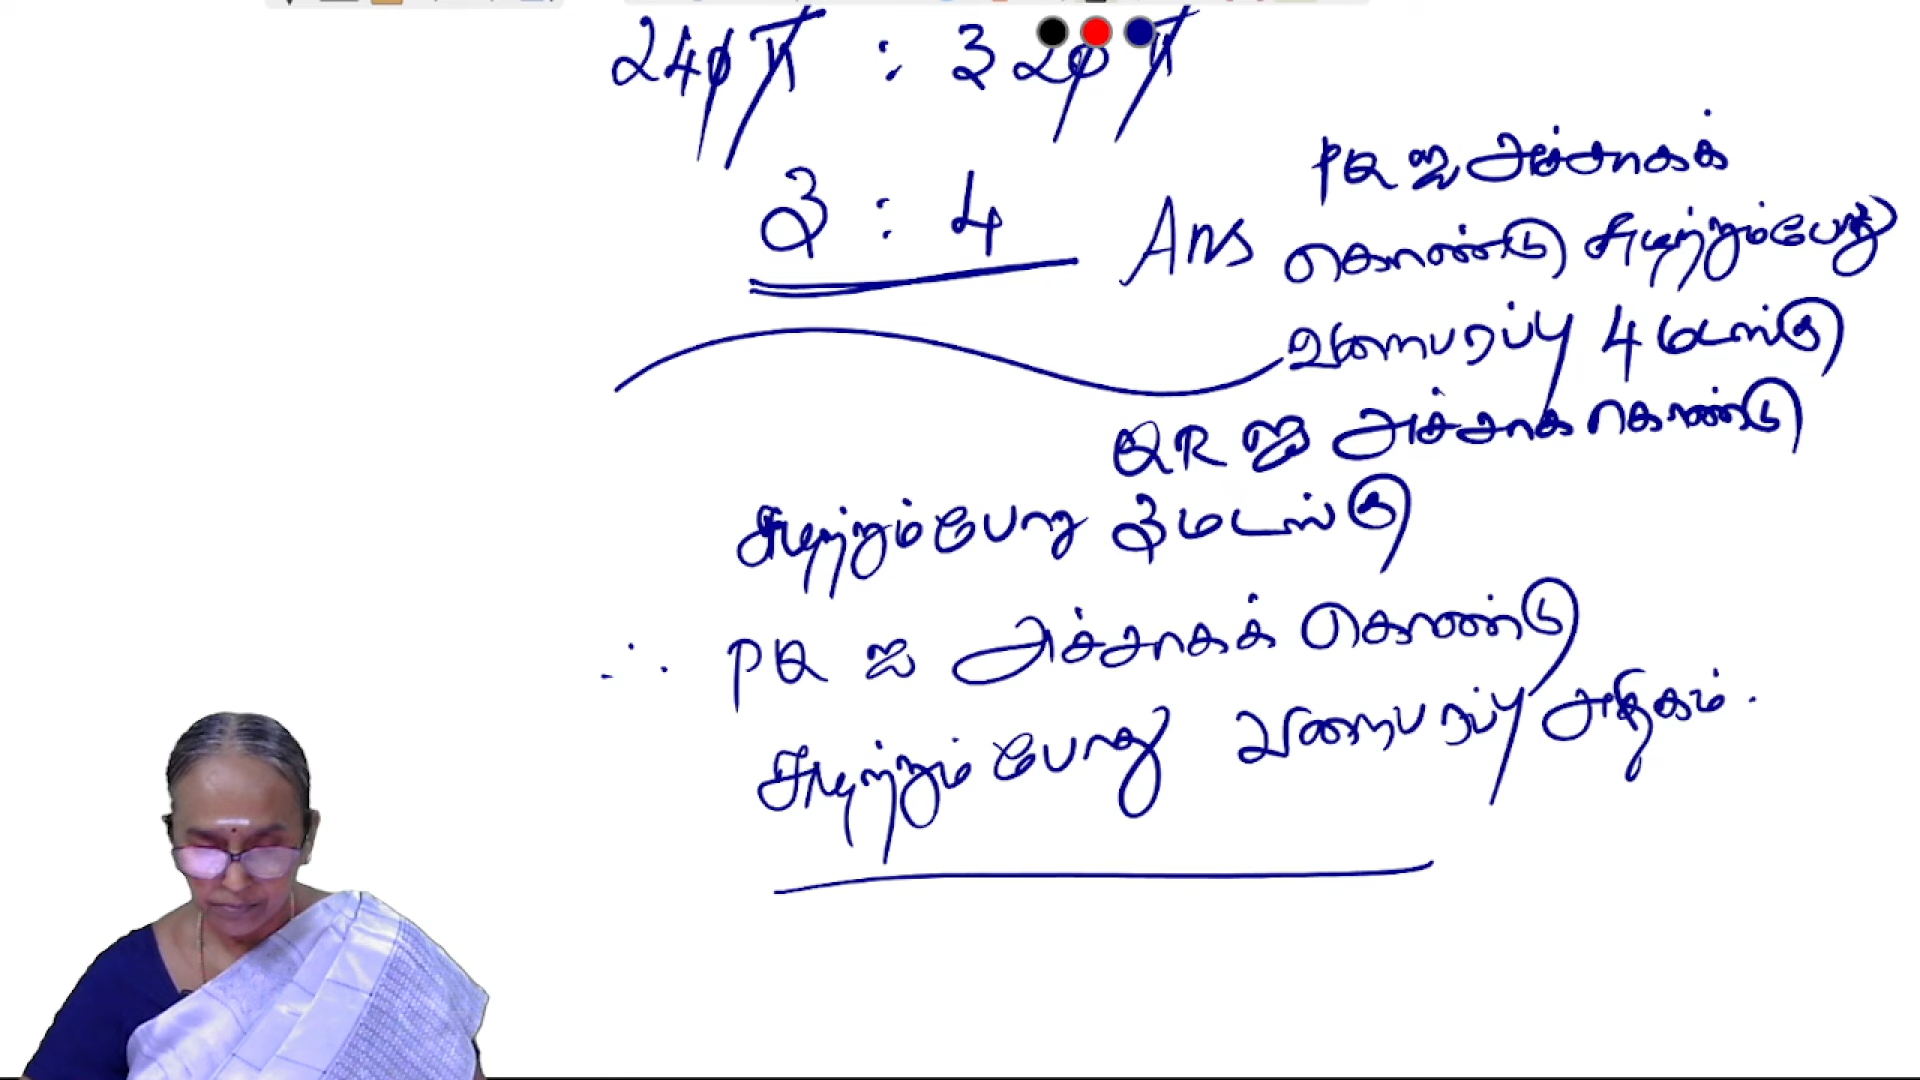 240π : 320π
3 : 4 Ans
PQ ஐ அச்சாகக்
கொண்டு சுழற்றும்போது
வளைபரப்பு 4 மடங்கு
QR ஐ அச்சாக கொண்டு
சுழற்றும்போது 3 மடங்கு
∴ PQ ஐ அச்சாகக் கொண்டு
சுழற்றும்போது வளைபரப்பு அதிகம்.